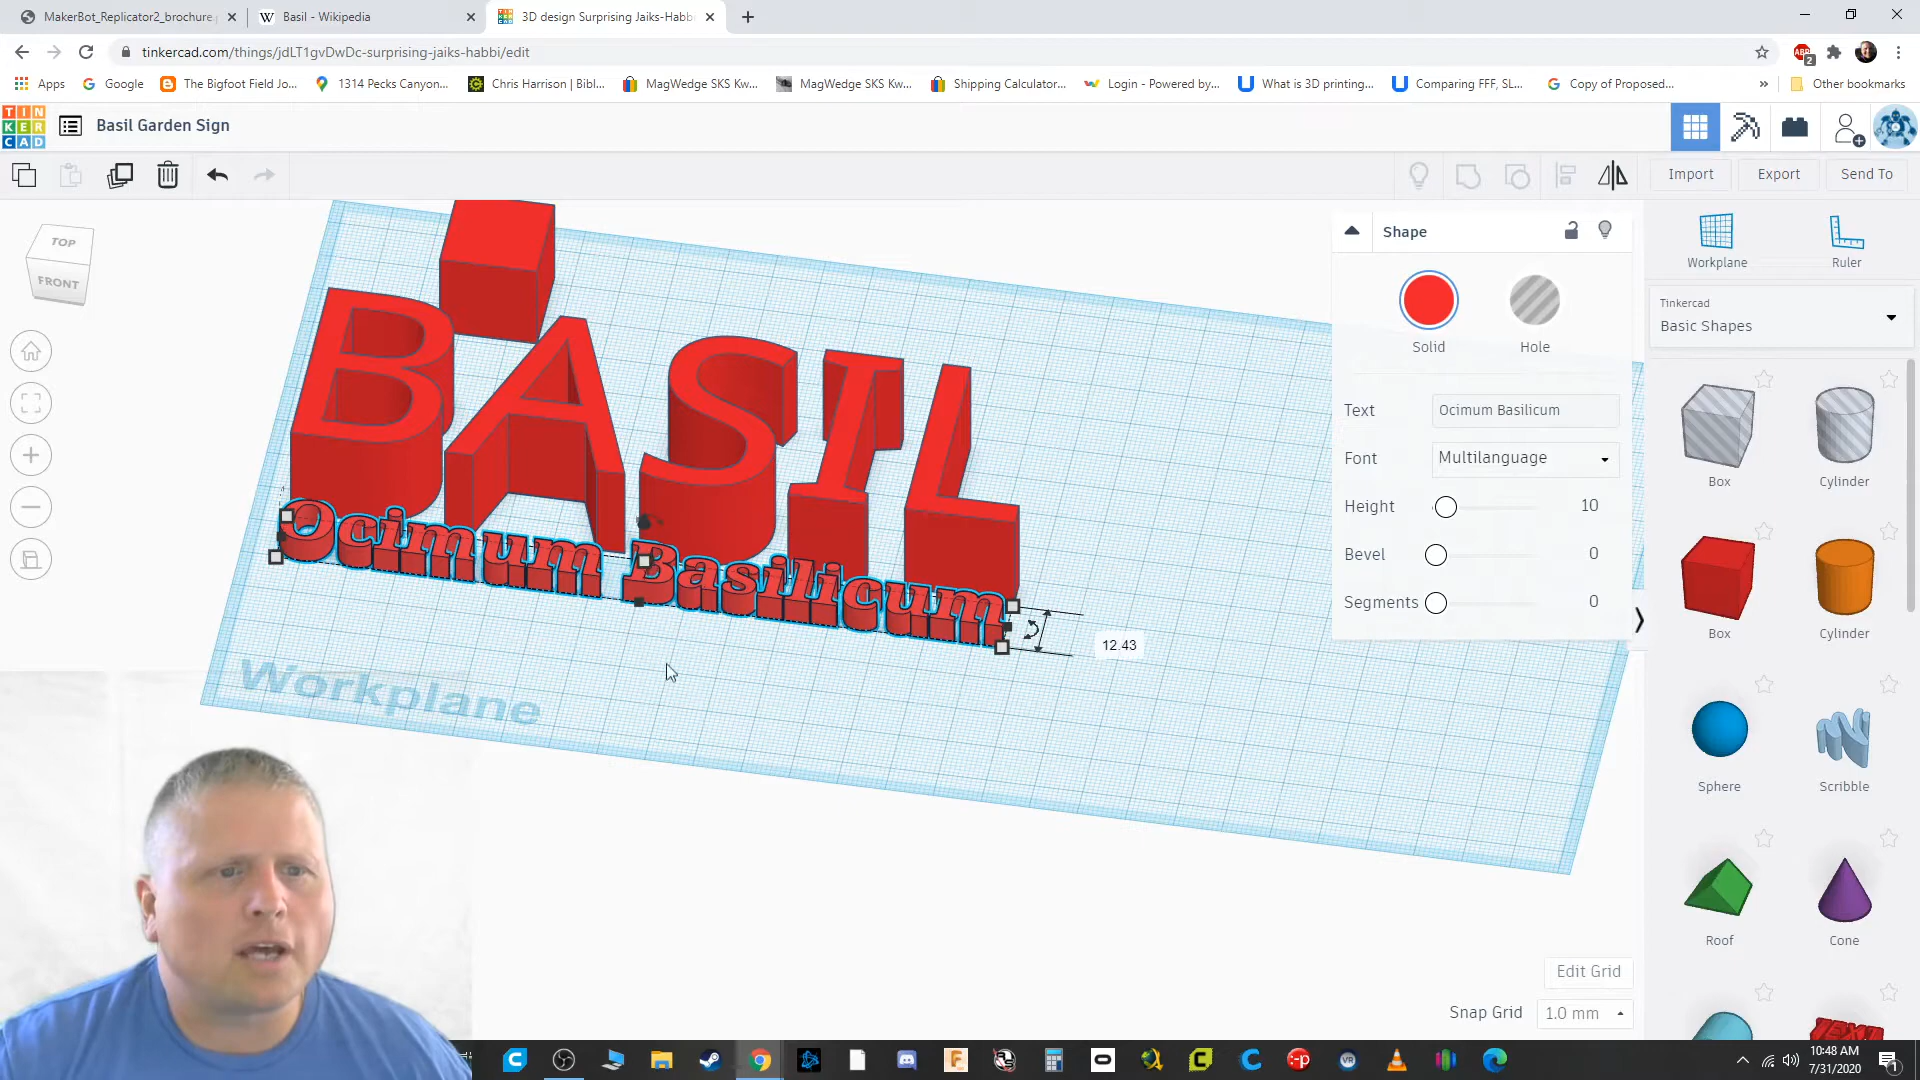 MakerBot_Replicator2_brochure.
Basil - Wikipedia
3D design Surprising Jaiks-Habb
tinkercad.com/things/jdLT1gvDwDc-surprising-jaiks-habbi/edit
Apps
Google
The Bigfoot Field Jo...
1314 Pecks Canyon...
Chris Harrison | Bibl...
MagWedge SKS Kw...
MagWedge SKS Kw...
Shipping Calculator...
Login - Powered by...
What is 3D printing...
Comparing FFF, SL...
Copy of Proposed...
»
Other bookmarks
TIN
KER
CAD
Basil Garden Sign
Import
Export
Send To
TOP
FRONT
BASIL
Ocimum Basilicum
12.43
Workplane
Shape
Solid
Hole
Text
Ocimum Basilicum
Font
Multilanguage
Height
10
Bevel
0
Segments
0
Workplane
Ruler
Tinkercad
Basic Shapes
Box
Cylinder
Box
Cylinder
Sphere
Scribble
Roof
Cone
TEXT
Edit Grid
Snap Grid
1.0 mm
10:48 AM
7/31/2020